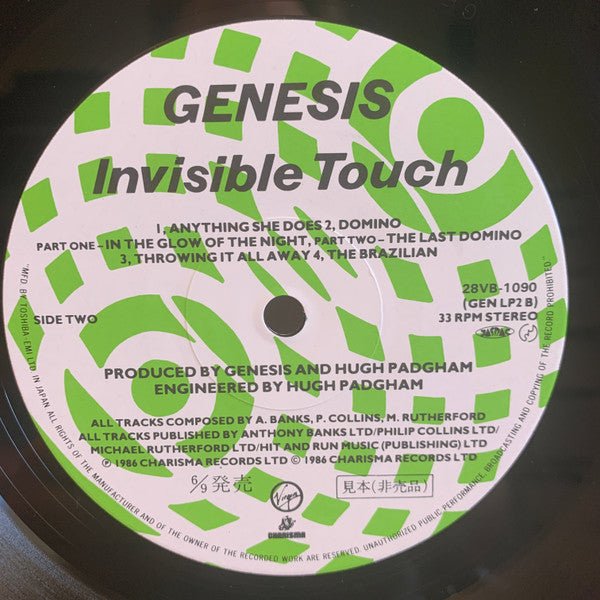 GENESIS
Invisible Touch
1, ANYTHING SHE DOES 2, DOMINO
PART ONE - IN THE GLOW OF THE NIGHT, PART TWO - THE LAST DOMINO
3, THROWING IT ALL AWAY 4, THE BRAZILIAN
28VB-1090
(GEN LP2 B)
SIDE TWO
33 RPM STEREO
JASRAC
PRODUCED BY GENESIS AND HUGH PADGHAM
ENGINEERED BY HUGH PADGHAM
ALL TRACKS COMPOSED BY A. BANKS, P. COLLINS, M. RUTHERFORD
ALL TRACKS PUBLISHED BY ANTHONY BANKS LTD/PHILIP COLLINS LTD/
MICHAEL RUTHERFORD LTD/HIT AND RUN MUSIC (PUBLISHING) LTD
℗ 1986 CHARISMA RECORDS LTD © 1986 CHARISMA RECORDS LTD
6/9 発売
Virgin
見本(非売品)
CHARISMA
"MFD. BY TOSHIBA-EMI LTD. IN JAPAN ALL RIGHTS OF THE MANUFACTURER AND OF THE OWNER OF THE RECORDED WORK ARE RESERVED. UNAUTHORIZED PUBLIC PERFORMANCE, BROADCASTING AND COPYING OF THE RECORD PROHIBITED"